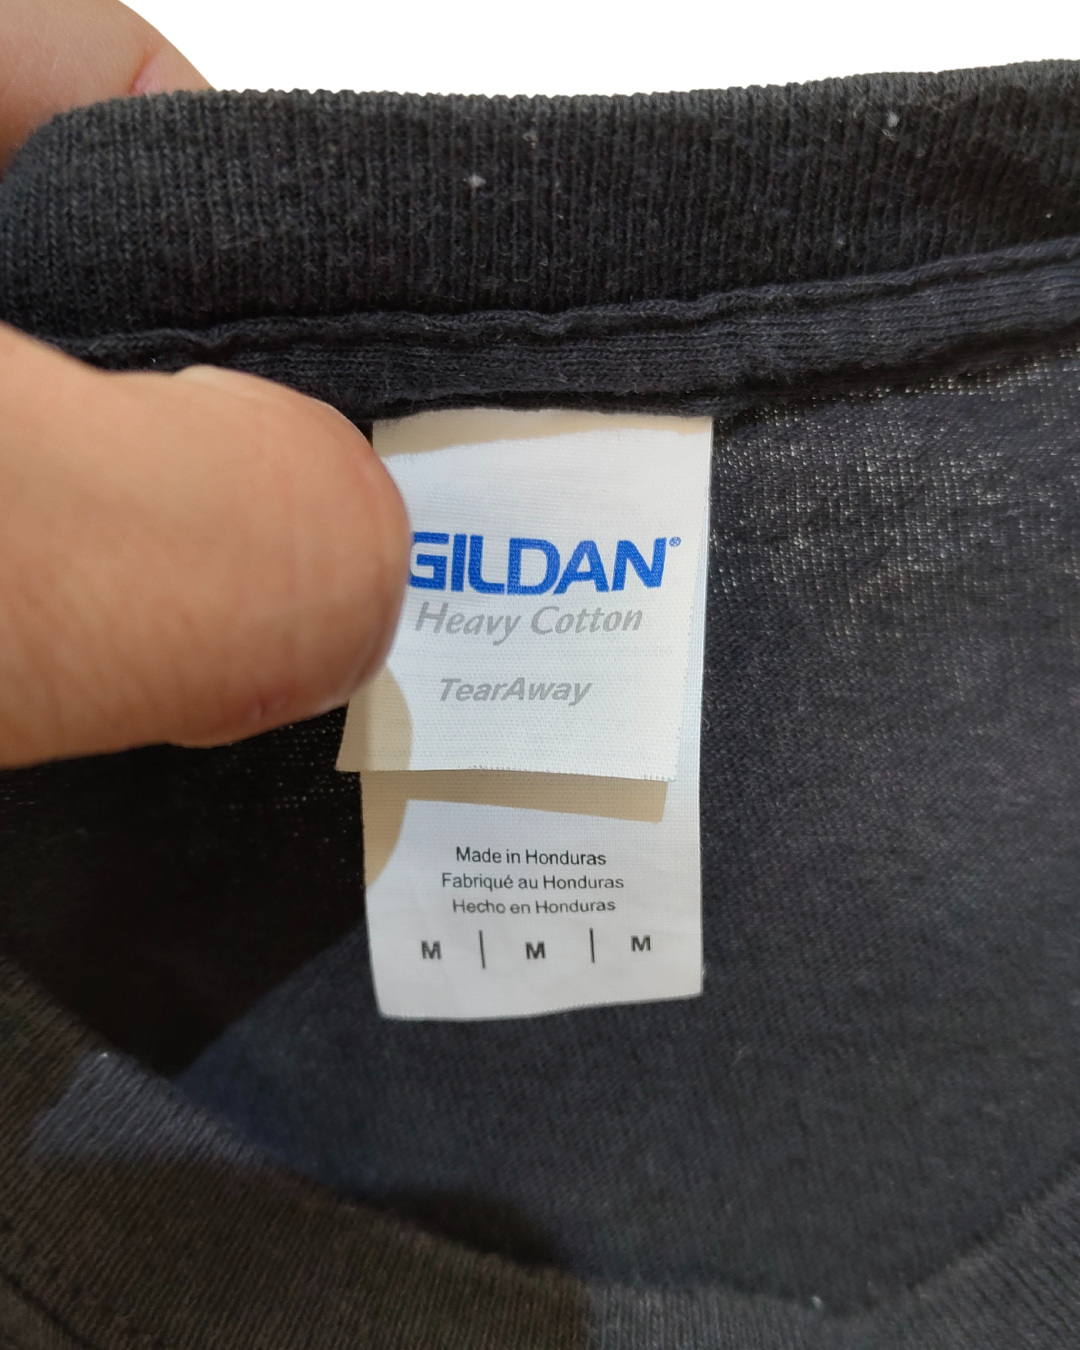 GILDAN®
Heavy Cotton
TearAway
Made in Honduras
Fabriqué au Honduras
Hecho en Honduras
M | M | M